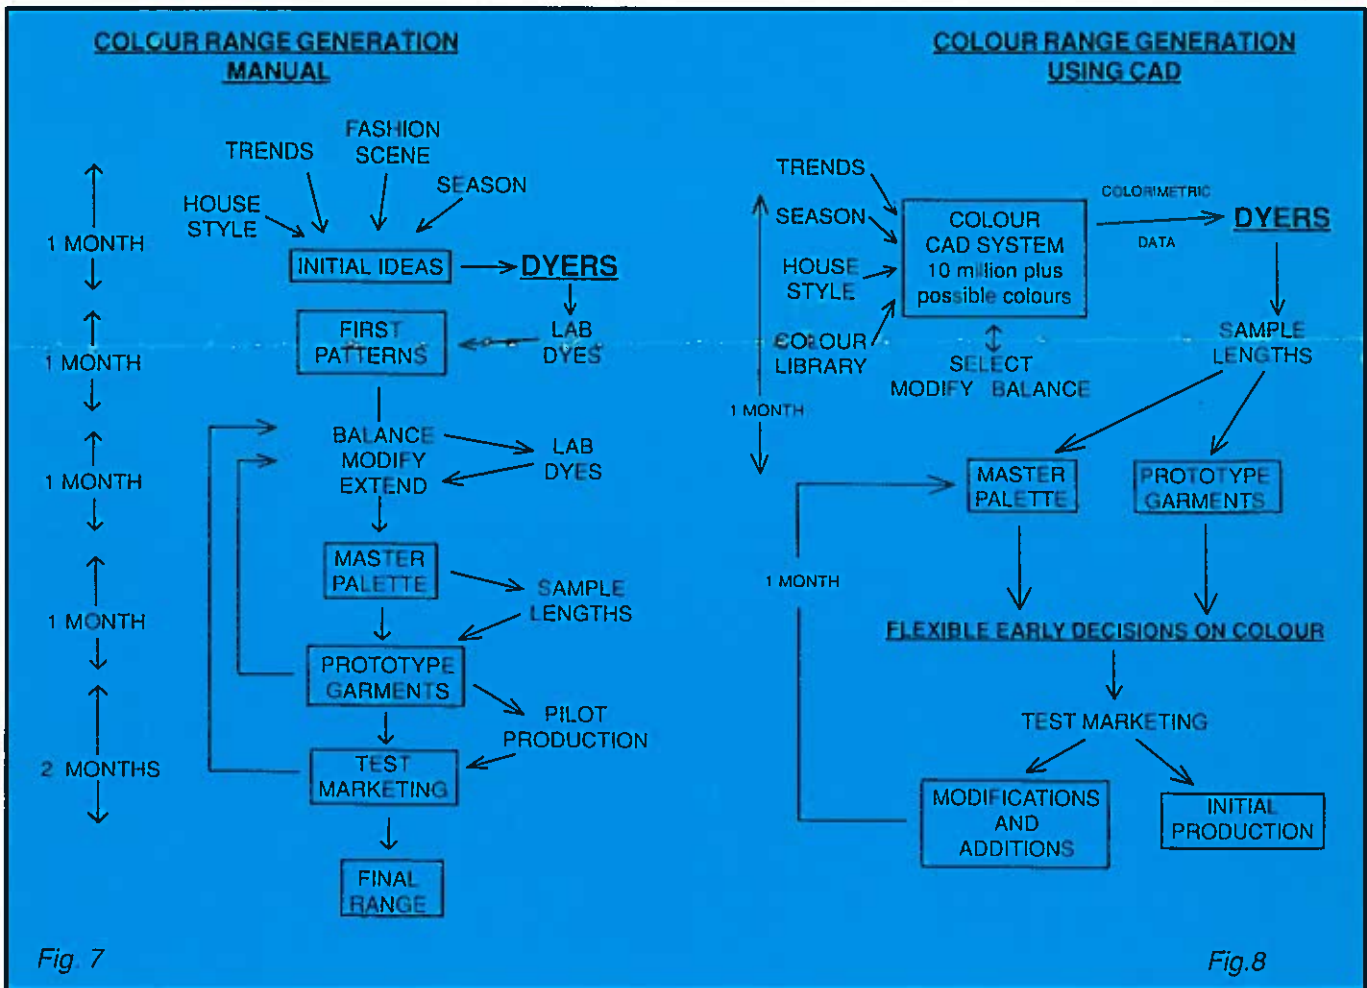 COLOUR RANGE GENERATION
MANUAL
FASHION
SCENE
TRENDS
SEASON
HOUSE
STYLE
1 MONTH
INITIAL IDEAS
DYERS
FIRST
PATTERNS
LAB
DYES
1 MONTH
BALANCE
MODIFY
EXTEND
LAB
DYES
1 MONTH
MASTER
PALETTE
SAMPLE
LENGTHS
1 MONTH
PROTOTYPE
GARMENTS
PILOT
PRODUCTION
2 MONTHS
TEST
MARKETING
FINAL
RANGE
Fig. 7
COLOUR RANGE GENERATION
USING CAD
TRENDS
SEASON
HOUSE
STYLE
COLOUR
LIBRARY
COLOUR
CAD SYSTEM
10 million plus
possible colours
COLORIMETRIC
DATA
DYERS
SELECT
MODIFY BALANCE
SAMPLE
LENGTHS
1 MONTH
MASTER
PALETTE
PROTOTYPE
GARMENTS
1 MONTH
FLEXIBLE EARLY DECISIONS ON COLOUR
TEST MARKETING
MODIFICATIONS
AND
ADDITIONS
INITIAL
PRODUCTION
Fig.8